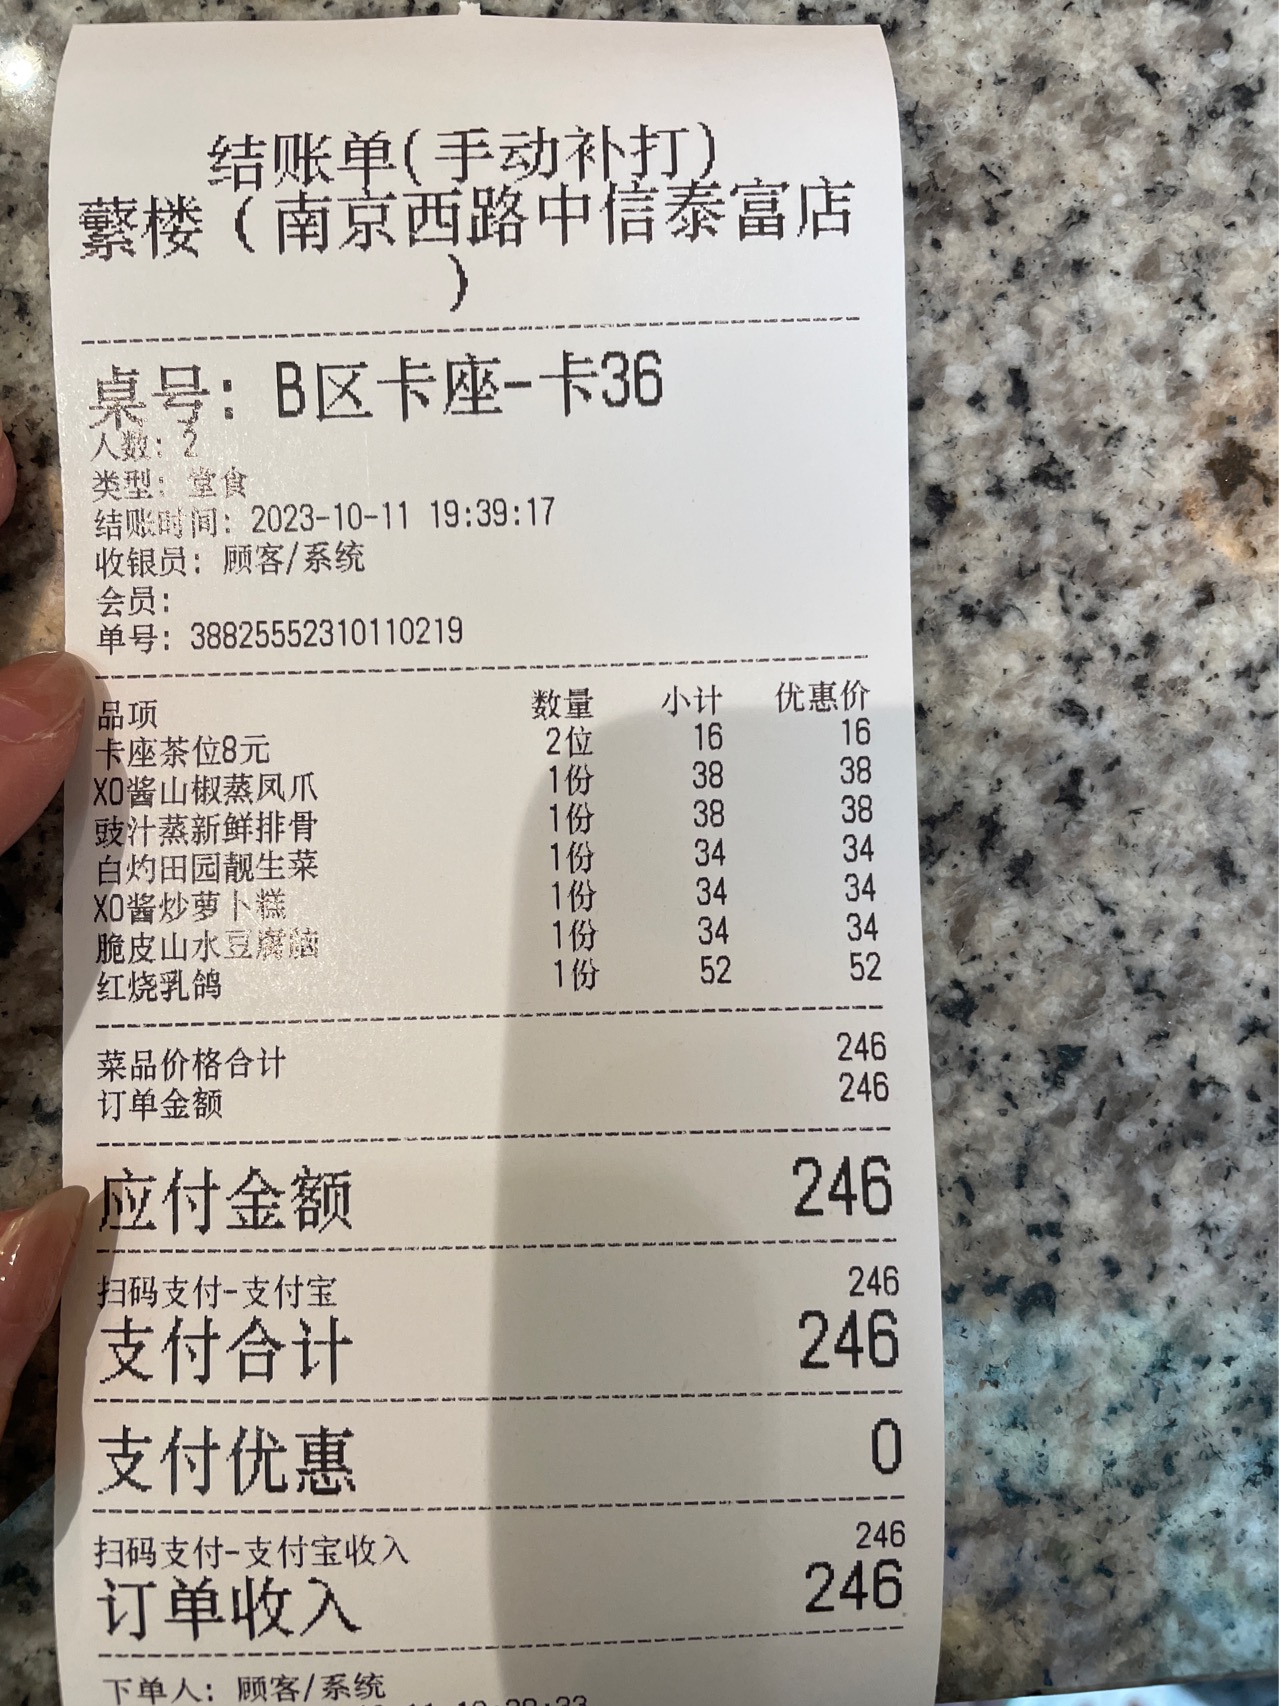 结账单(手动补打)
蘩楼（南京西路中信泰富店
）
桌号: B区卡座-卡36
人数: 2
类型: 堂食
结账时间: 2023-10-11 19:39:17
收银员: 顾客/系统
会员:
单号: 38825552310110219
品项 数量 小计 优惠价
卡座茶位8元 2位 16 16
XO酱山椒蒸凤爪 1份 38 38
豉汁蒸新鲜排骨 1份 38 38
白灼田园靓生菜 1份 34 34
XO酱炒萝卜糕 1份 34 34
脆皮山水豆腐脑 1份 34 34
红烧乳鸽 1份 52 52
菜品价格合计 246
订单金额 246
应付金额 246
扫码支付-支付宝 246
支付合计 246
支付优惠 0
扫码支付-支付宝收入 246
订单收入 246
下单人: 顾客/系统